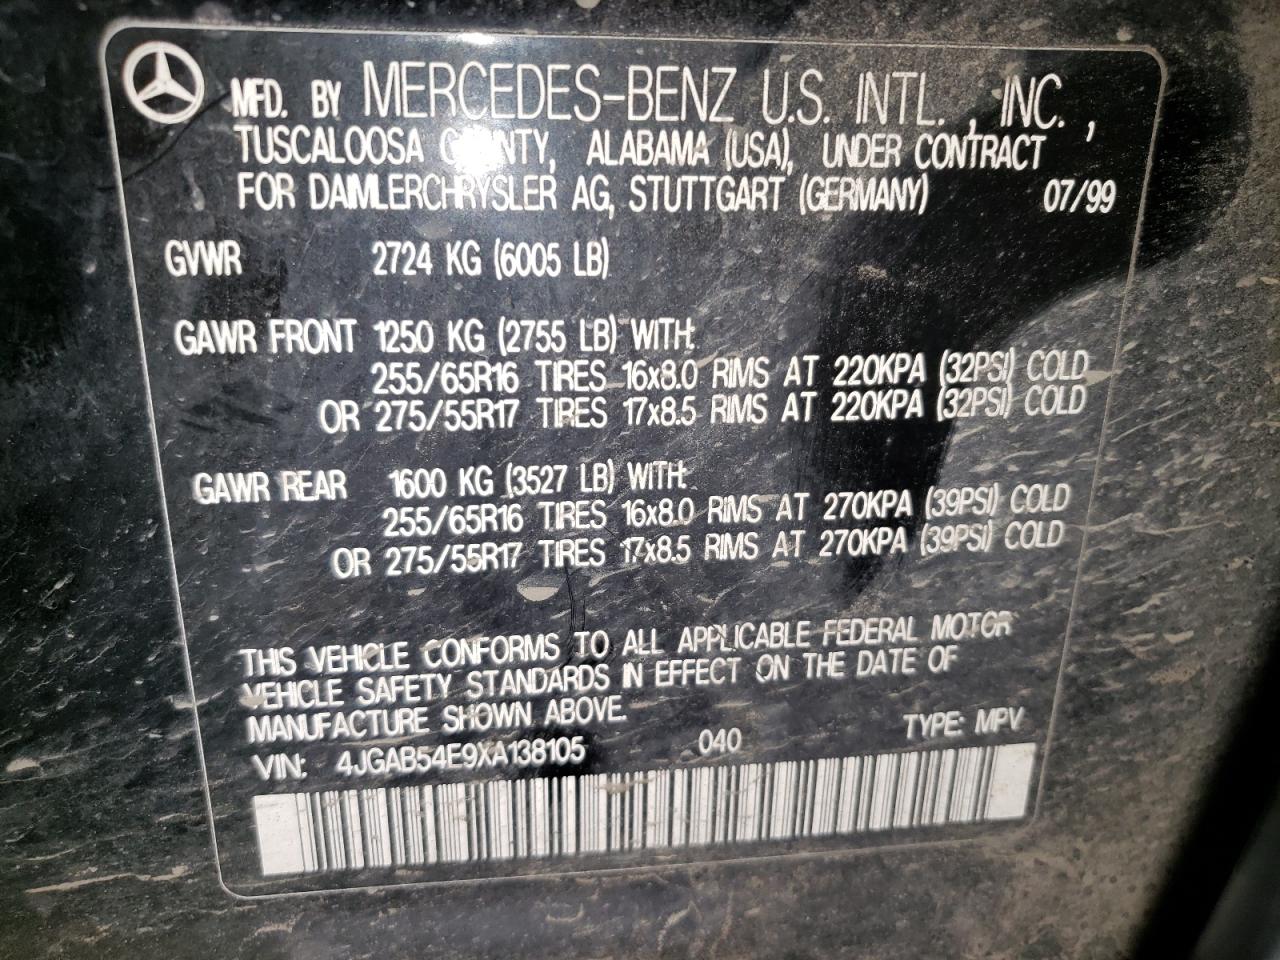 MFD. BY MERCEDES-BENZ U.S. INTL., INC.,
TUSCALOOSA COUNTY, ALABAMA (USA), UNDER CONTRACT
FOR DAIMLERCHRYSLER AG, STUTTGART (GERMANY) 07/99
GVWR 2724 KG (6005 LB)
GAWR FRONT 1250 KG (2755 LB) WITH:
255/65R16 TIRES 16x8.0 RIMS AT 220KPA (32PSI) COLD
OR 275/55R17 TIRES 17x8.5 RIMS AT 220KPA (32PSI) COLD
GAWR REAR 1600 KG (3527 LB) WITH:
255/65R16 TIRES 16x8.0 RIMS AT 270KPA (39PSI) COLD
OR 275/55R17 TIRES 17x8.5 RIMS AT 270KPA (39PSI) COLD
THIS VEHICLE CONFORMS TO ALL APPLICABLE FEDERAL MOTOR
VEHICLE SAFETY STANDARDS IN EFFECT ON THE DATE OF
MANUFACTURE SHOWN ABOVE.
VIN: 4JGAB54E9XA138105 040 TYPE: MPV